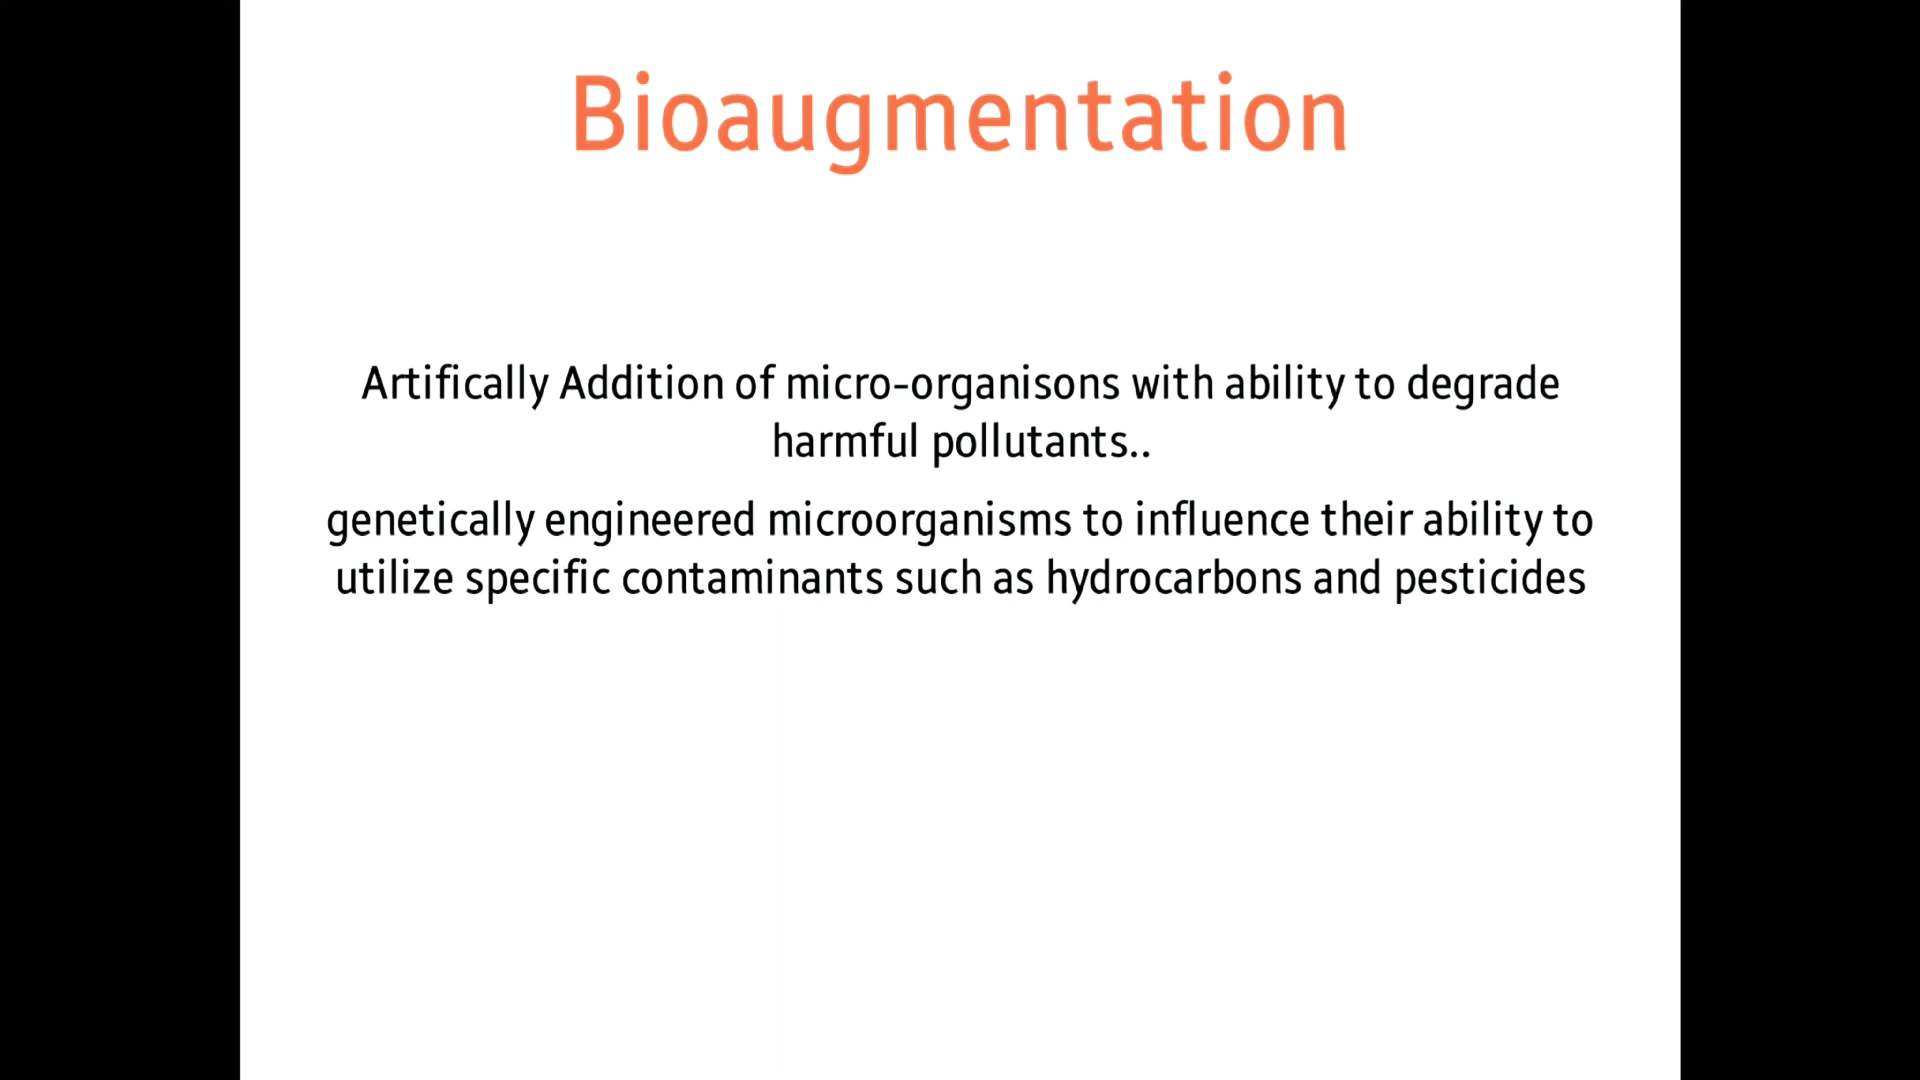 Bioaugmentation
Artifically Addition of micro-organisons with ability to degrade
harmful pollutants..
genetically engineered microorganisms to influence their ability to
utilize specific contaminants such as hydrocarbons and pesticides